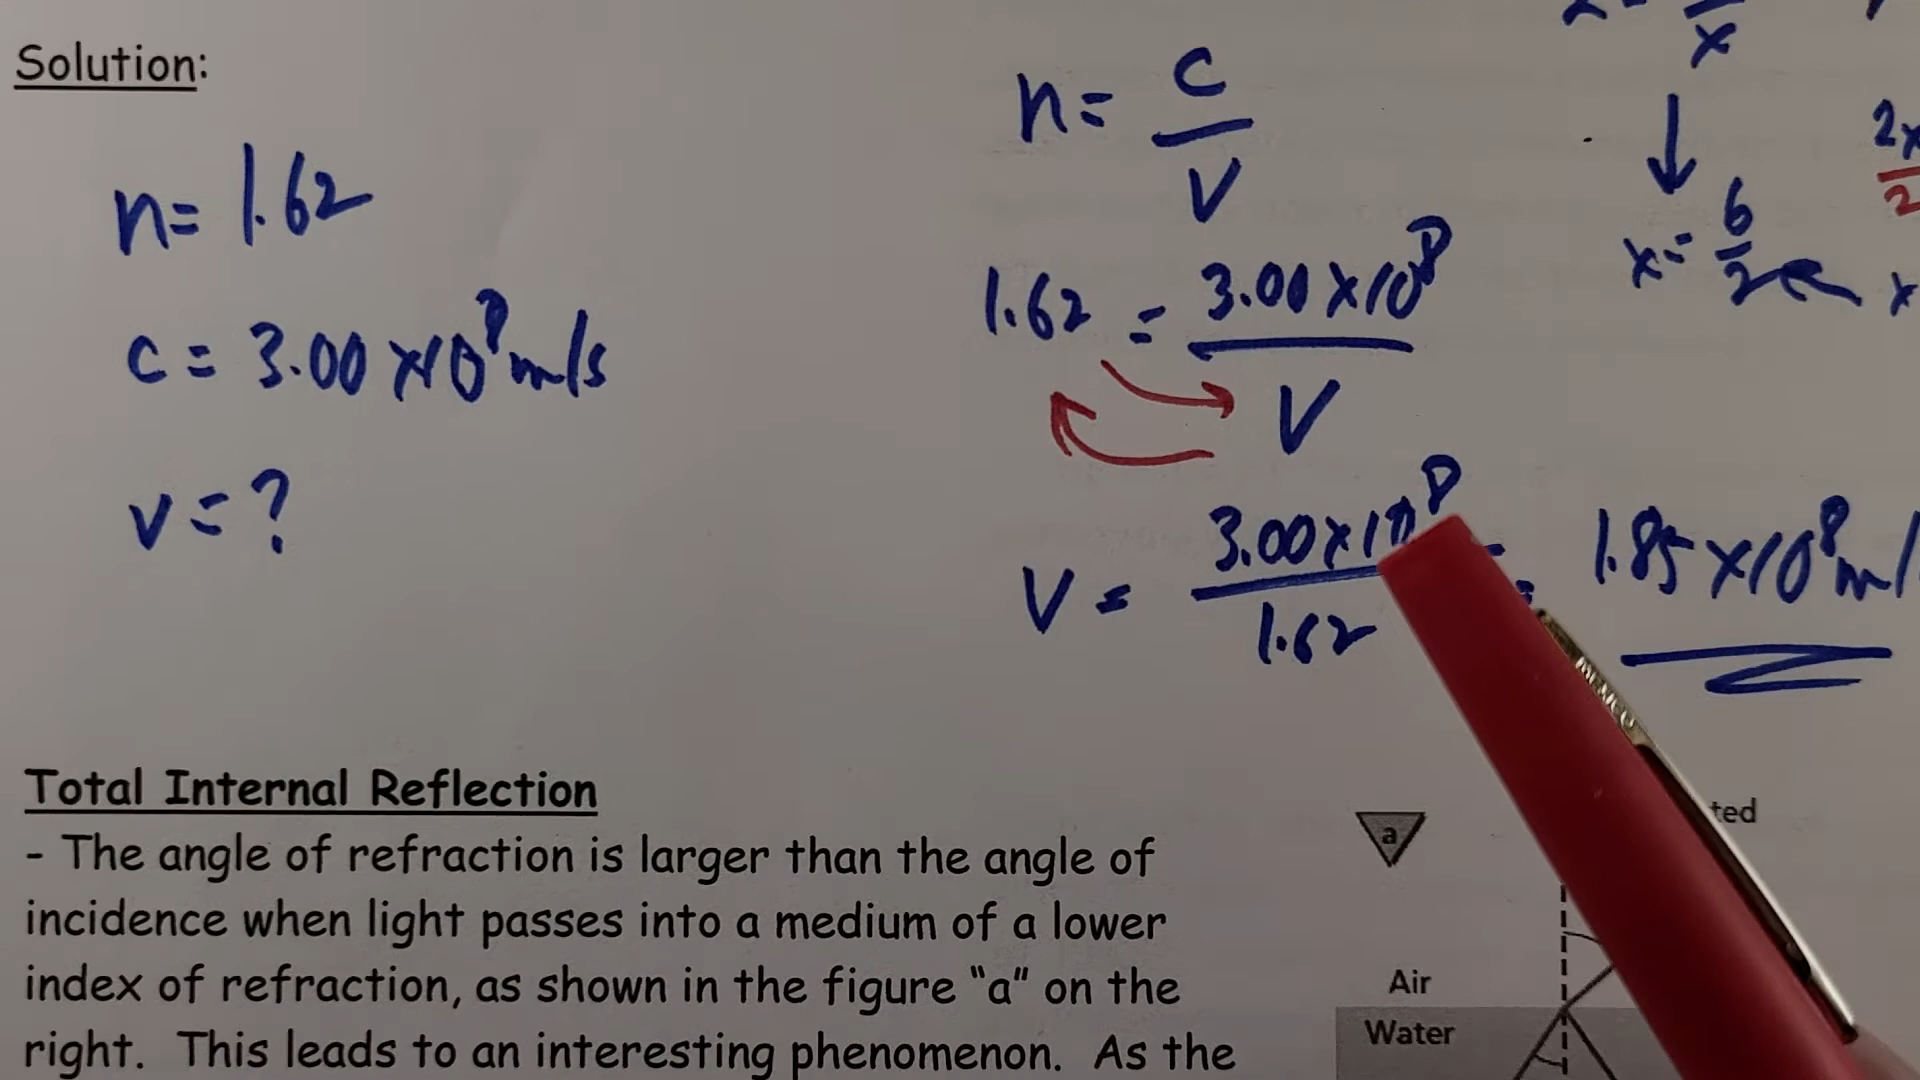 Solution:
n = 1.62
c = 3.00 x 10⁸ m/s
v = ?
n = c
v
1.62 = 3.00 x 10⁸
v
v = 3.00 x 10⁸ = 1.85 x 10⁸ m/
1.62
x
x = 6
2
2x
2
x
MEMCO
Total Internal Reflection
- The angle of refraction is larger than the angle of
incidence when light passes into a medium of a lower
index of refraction, as shown in the figure “a” on the
right. This leads to an interesting phenomenon. As the
a
ted
Air
Water